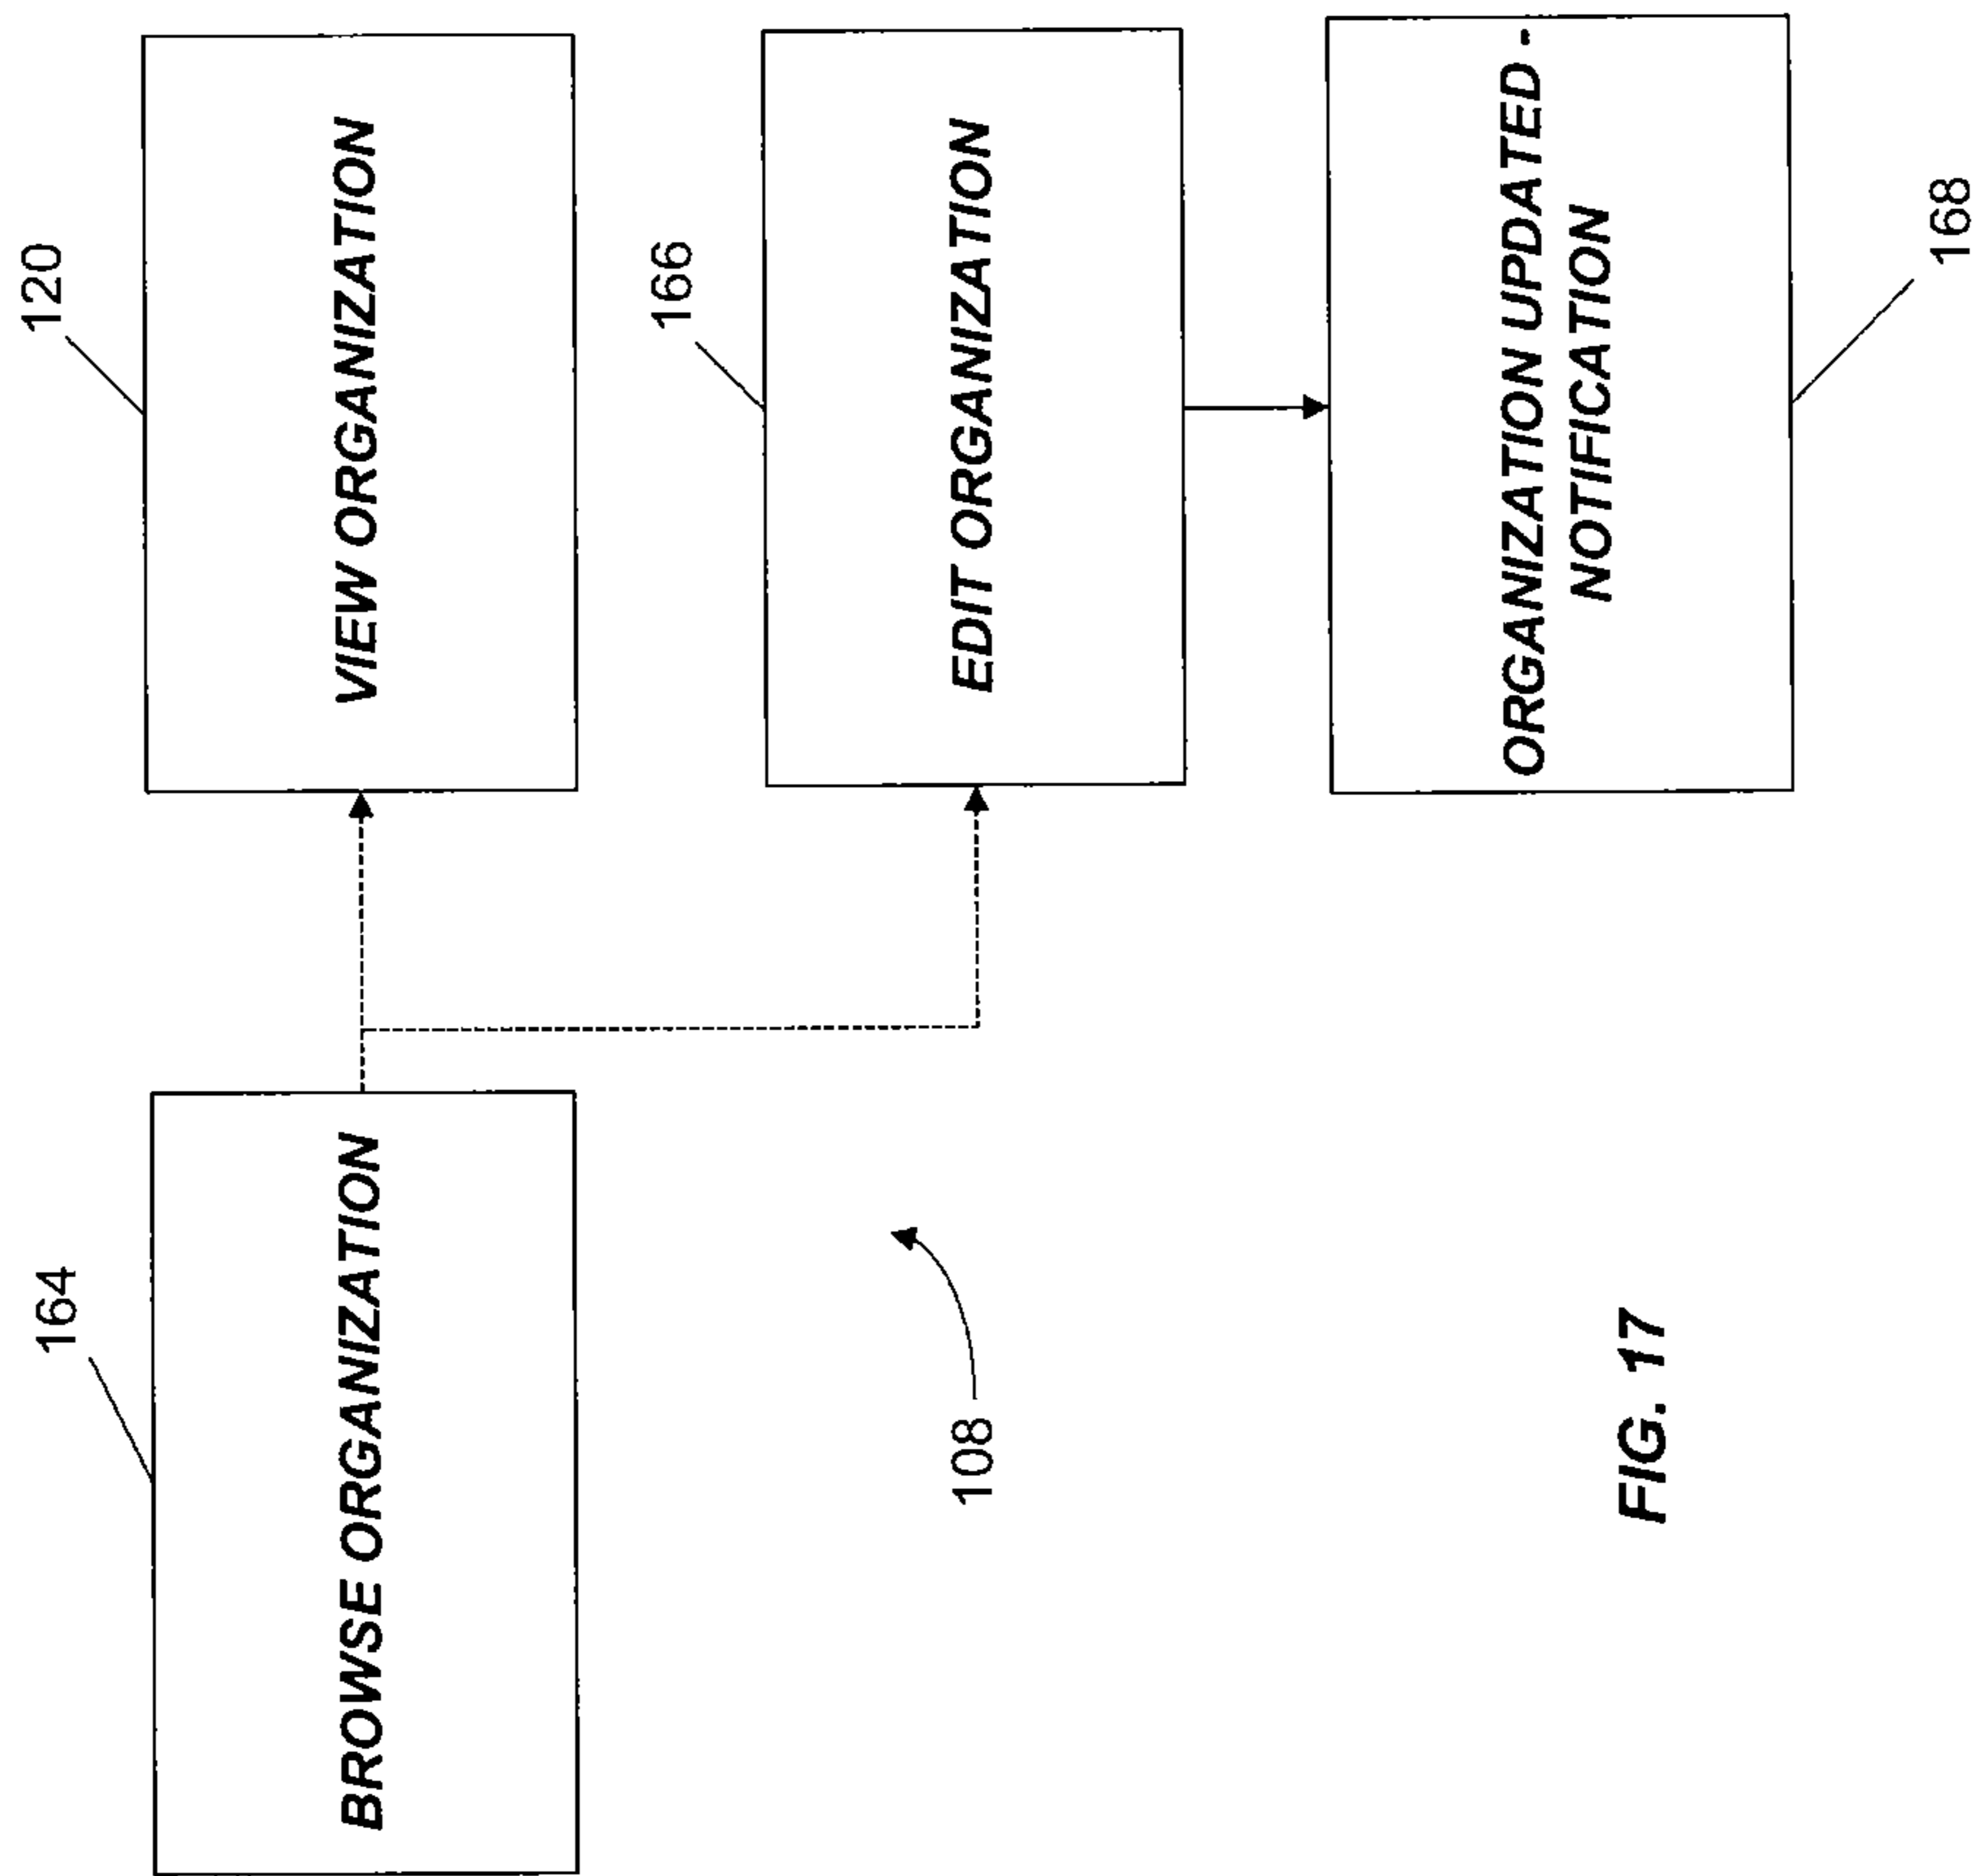 164
BROWSE ORGANIZATION
120
VIEW ORGANIZATION
166
EDIT ORGANIZATION
108
ORGANIZATION UPDATED -
NOTIFICATION
168
FIG. 17